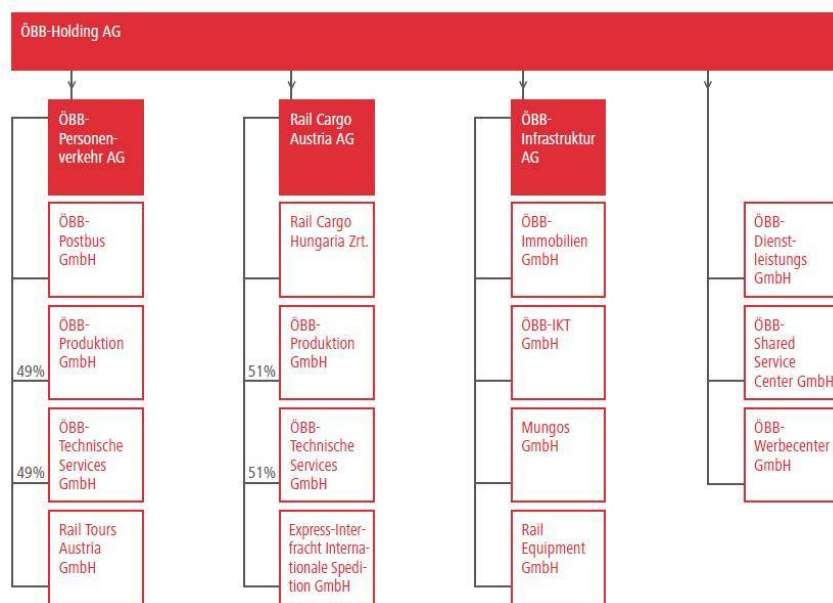 ÖBB-Holding AG
ÖBB-
Personen-
verkehr AG
ÖBB-
Postbus
GmbH
49%
ÖBB-
Produktion
GmbH
49%
ÖBB-
Technische
Services
GmbH
Rail Tours
Austria
GmbH
Rail Cargo
Austria AG
Rail Cargo
Hungaria Zrt.
51%
ÖBB-
Produktion
GmbH
51%
ÖBB-
Technische
Services
GmbH
Express-Inter-
fracht Internatio-
nale Spedi-
tion GmbH
ÖBB-
Infrastruktur
AG
ÖBB-
Immobilien
GmbH
ÖBB-IKT
GmbH
Mungos
GmbH
Rail
Equipment
GmbH
ÖBB-
Dienst-
leistungs
GmbH
ÖBB-
Shared
Service
Center GmbH
ÖBB-
Werbecenter
GmbH